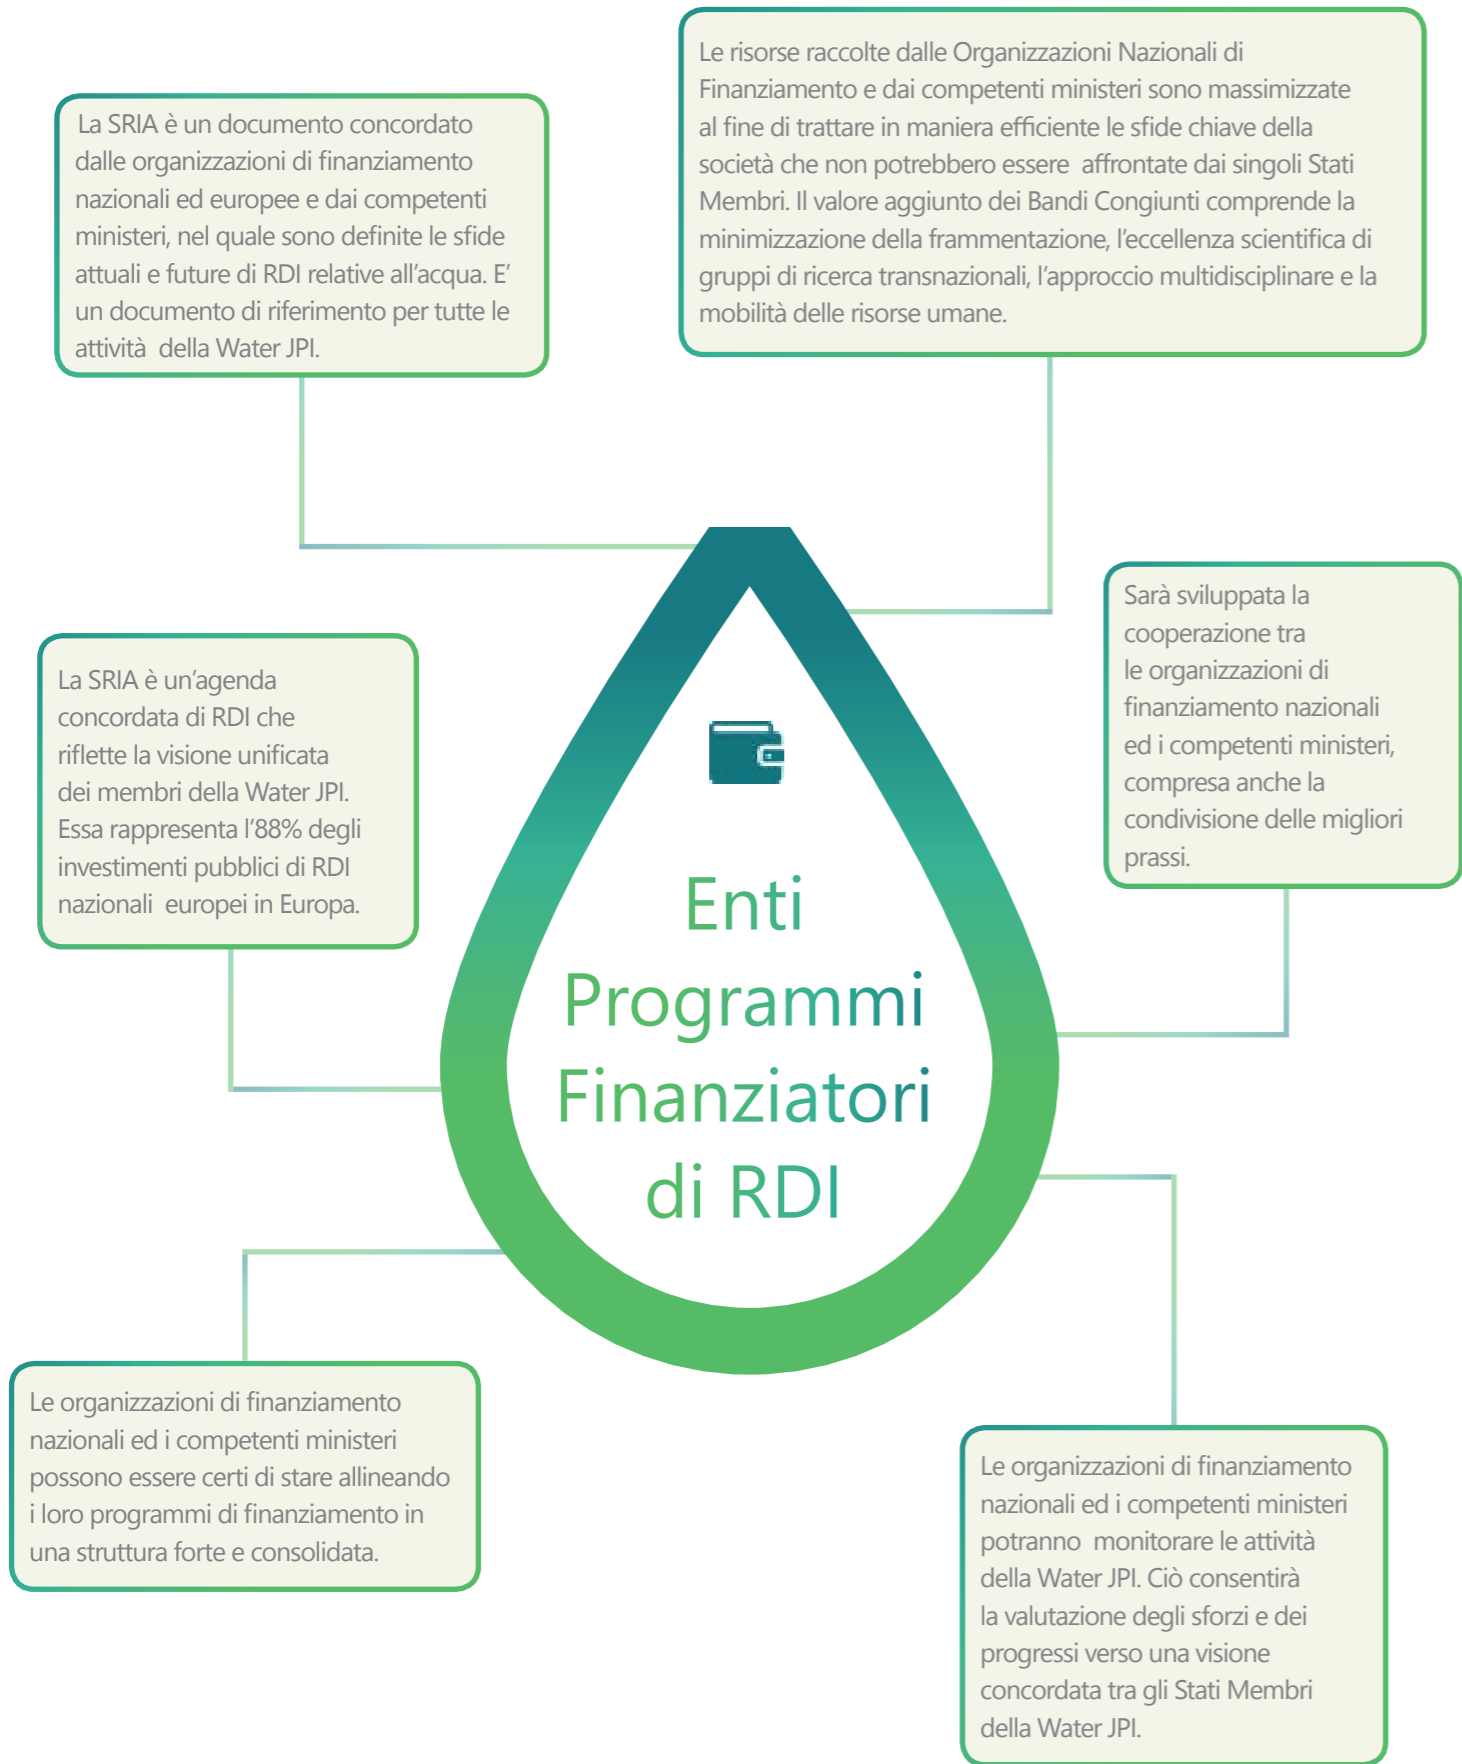 La SRIA è un documento concordato
dalle organizzazioni di finanziamento
nazionali ed europee e dai competenti
ministeri, nel quale sono definite le sfide
attuali e future di RDI relative all’acqua. E’
un documento di riferimento per tutte le
attività della Water JPI.
Le risorse raccolte dalle Organizzazioni Nazionali di
Finanziamento e dai competenti ministeri sono massimizzate
al fine di trattare in maniera efficiente le sfide chiave della
società che non potrebbero essere affrontate dai singoli Stati
Membri. Il valore aggiunto dei Bandi Congiunti comprende la
minimizzazione della frammentazione, l’eccellenza scientifica di
gruppi di ricerca transnazionali, l’approccio multidisciplinare e la
mobilità delle risorse umane.
La SRIA è un’agenda
concordata di RDI che
riflette la visione unificata
dei membri della Water JPI.
Essa rappresenta l’88% degli
investimenti pubblici di RDI
nazionali europei in Europa.
Sarà sviluppata la
cooperazione tra
le organizzazioni di
finanziamento nazionali
ed i competenti ministeri,
compresa anche la
condivisione delle migliori
prassi.
Enti
Programmi
Finanziatori
di RDI
Le organizzazioni di finanziamento
nazionali ed i competenti ministeri
possono essere certi di stare allineando
i loro programmi di finanziamento in
una struttura forte e consolidata.
Le organizzazioni di finanziamento
nazionali ed i competenti ministeri
potranno monitorare le attività
della Water JPI. Ciò consentirà
la valutazione degli sforzi e dei
progressi verso una visione
concordata tra gli Stati Membri
della Water JPI.